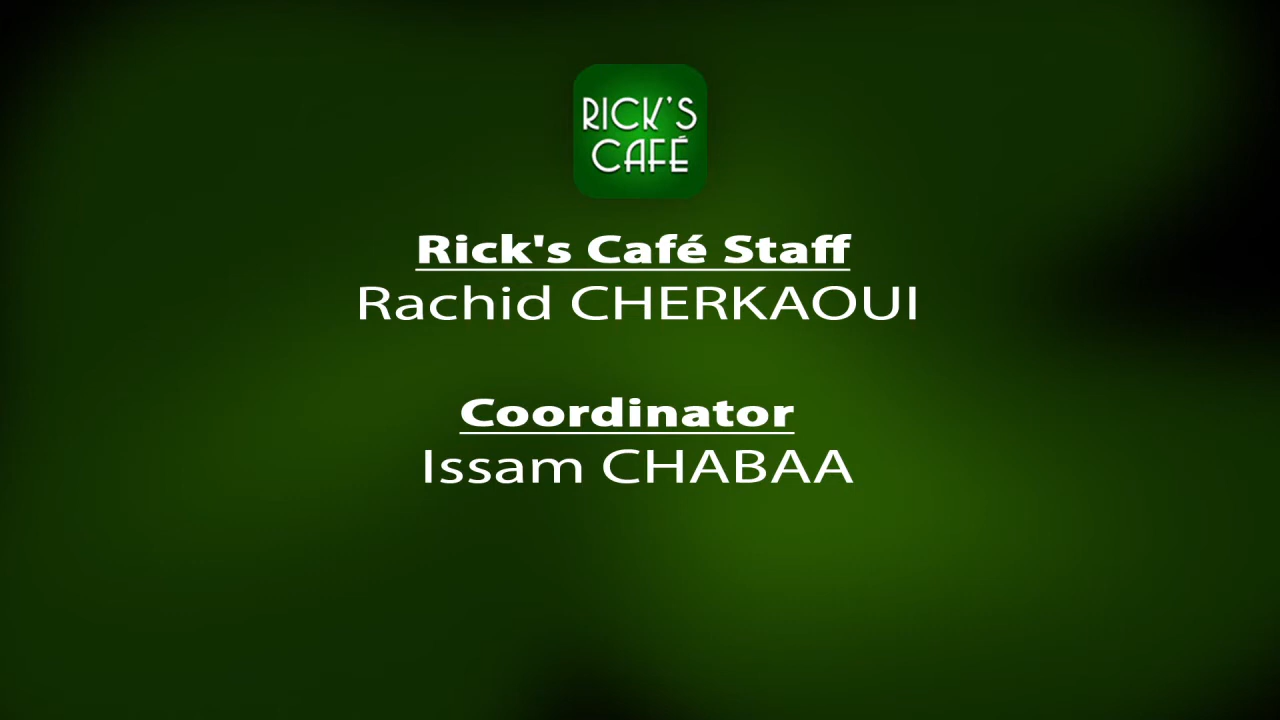 RICK'S
CAFÉ
Rick's Café Staff
Rachid CHERKAOUI
Coordinator
Issam CHABAA